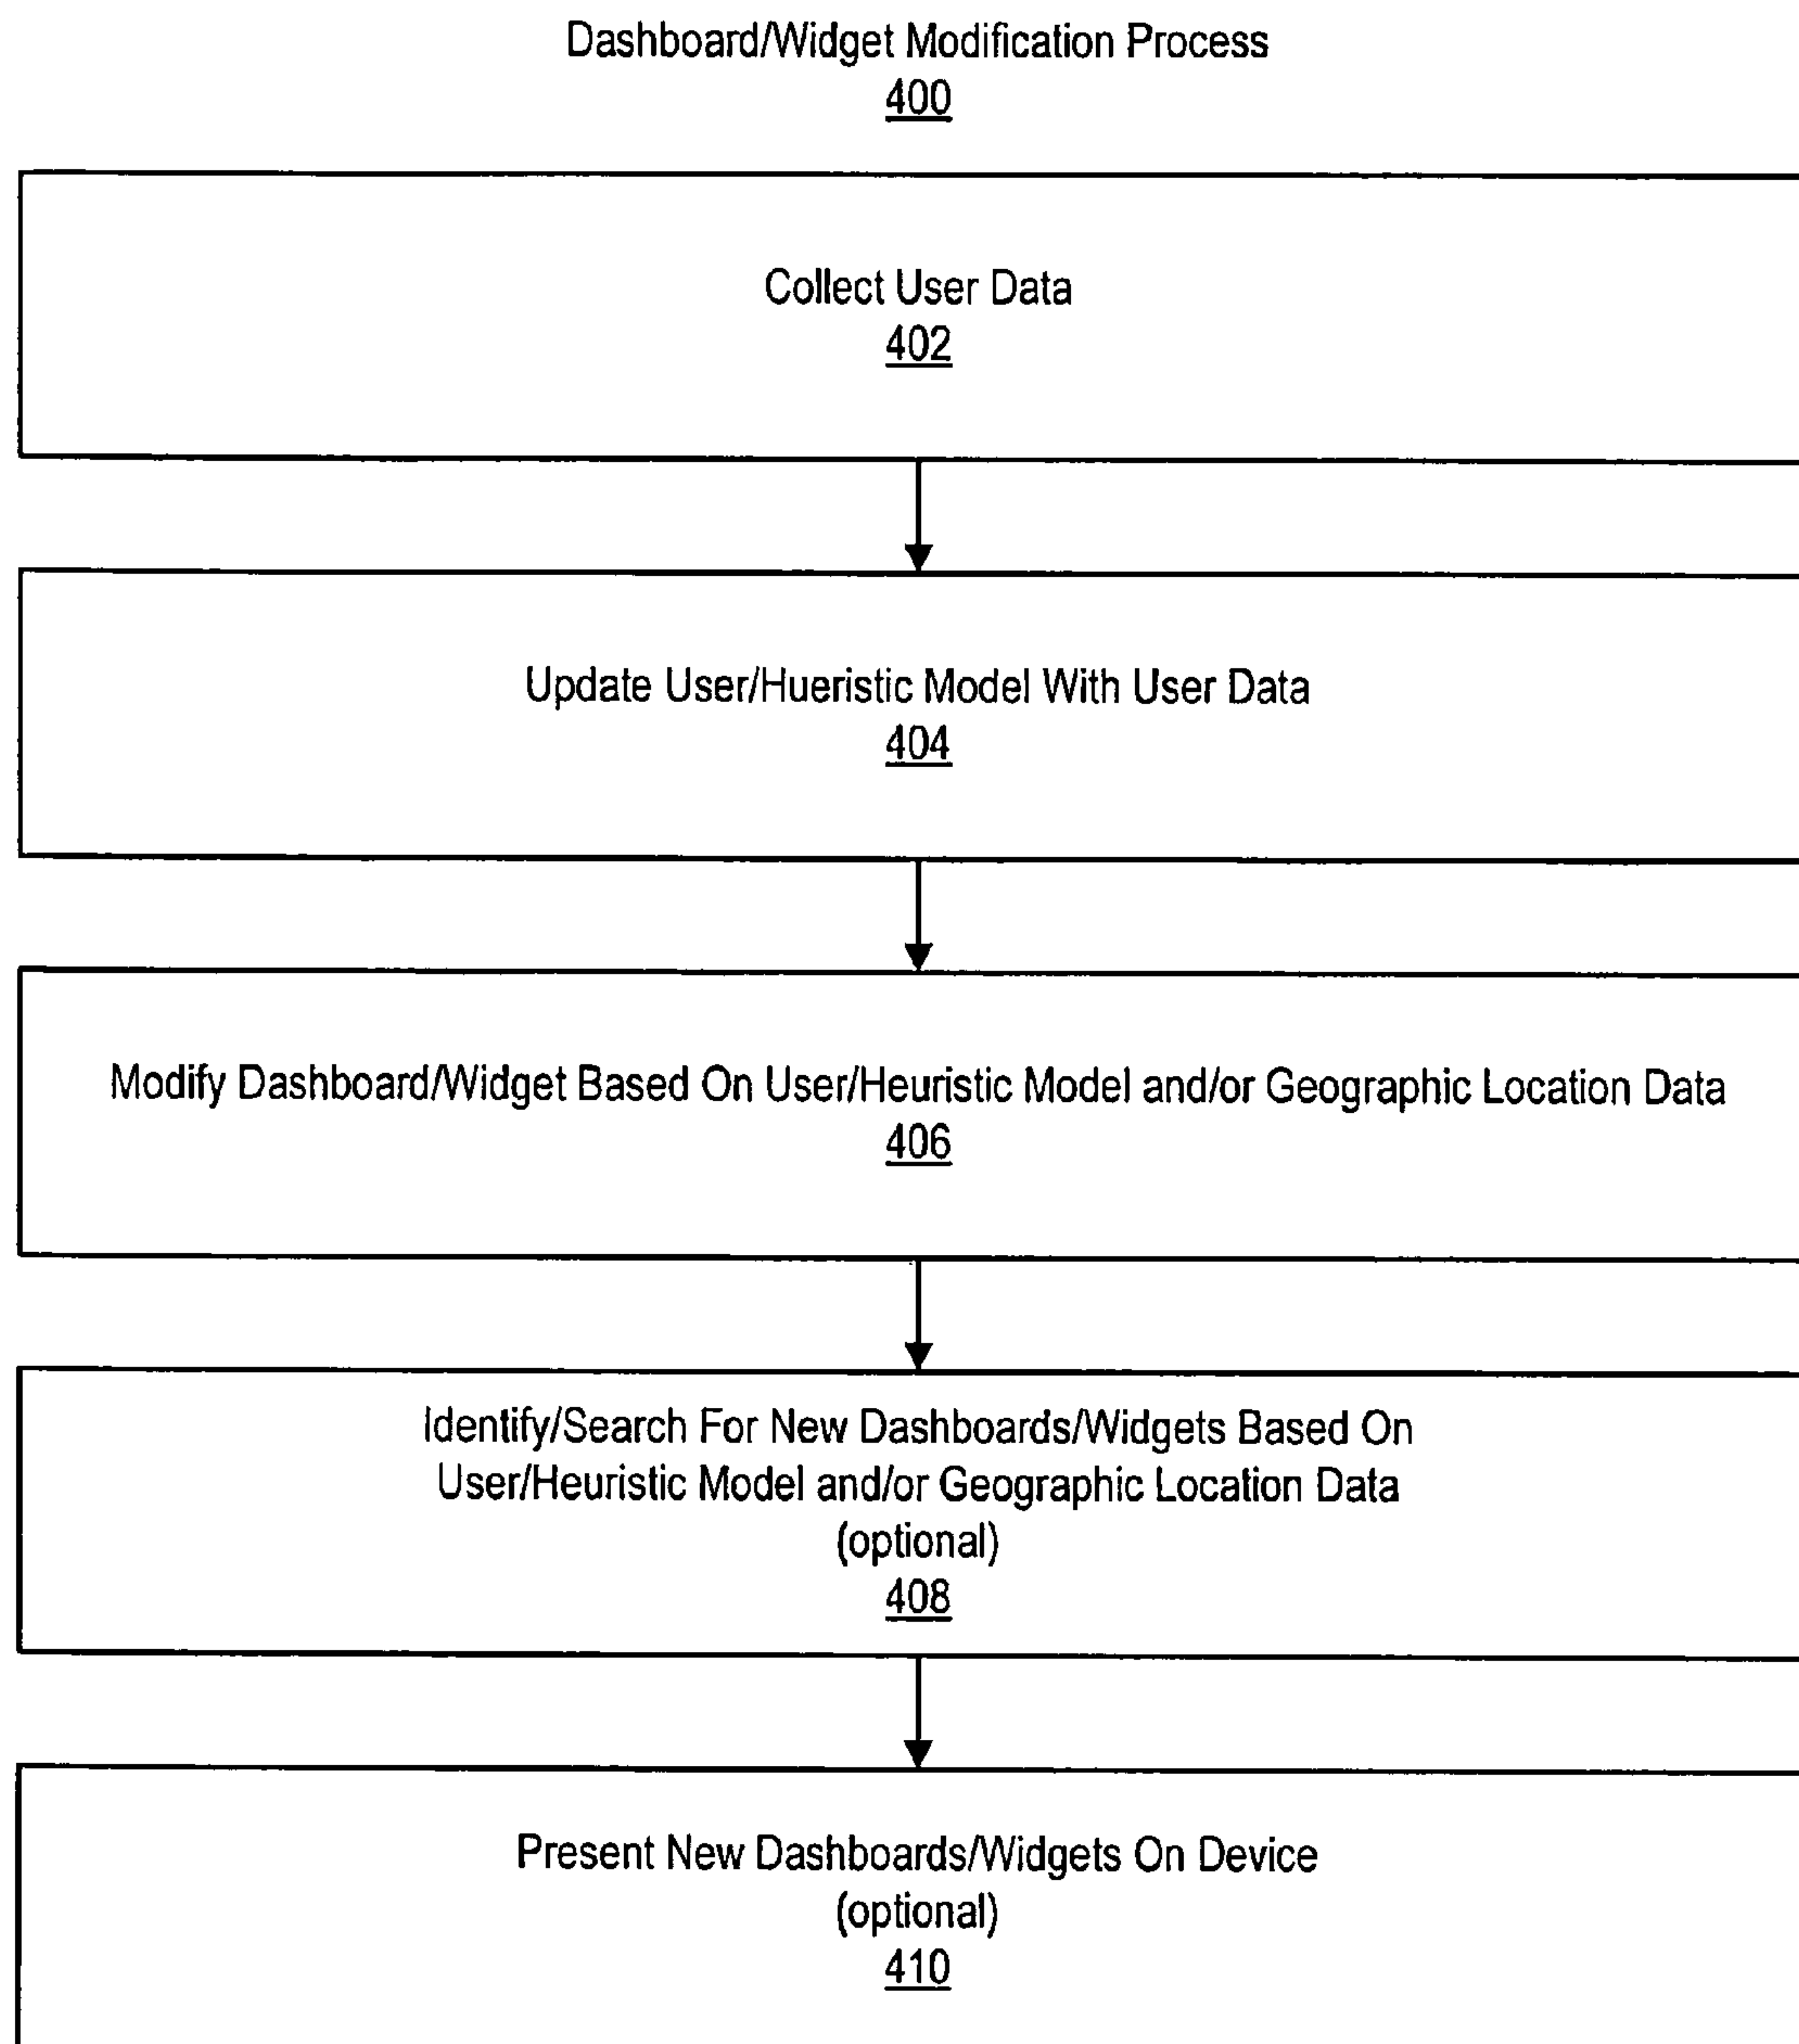 Dashboard/Widget Modification Process
400
Collect User Data
402
Update User/Hueristic Model With User Data
404
Modify Dashboard/Widget Based On User/Heuristic Model and/or Geographic Location Data
406
Identify/Search For New Dashboards/Widgets Based On
User/Heuristic Model and/or Geographic Location Data
(optional)
408
Present New Dashboards/Widgets On Device
(optional)
410